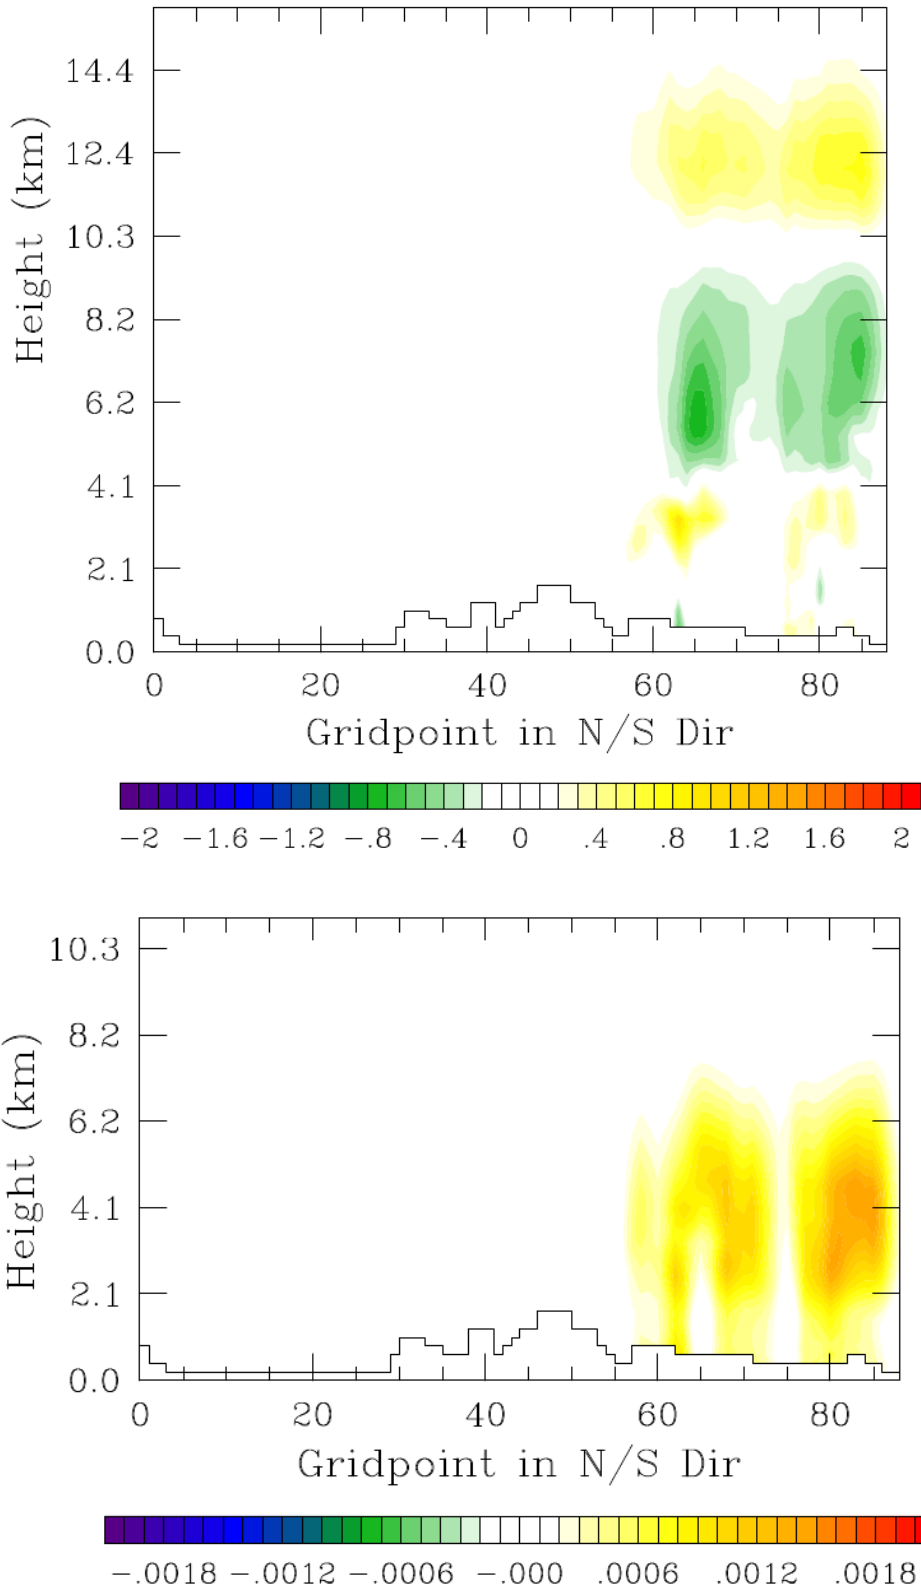 14.4
12.4
10.3
8.2
6.2
4.1
2.1
0.0
Height (km)
0 20 40 60 80
Gridpoint in N/S Dir
-2 -1.6 -1.2 -.8 -.4 0 .4 .8 1.2 1.6 2
10.3
8.2
6.2
4.1
2.1
0.0
Height (km)
0 20 40 60 80
Gridpoint in N/S Dir
-.0018 -.0012 -.0006 -.000 .0006 .0012 .0018